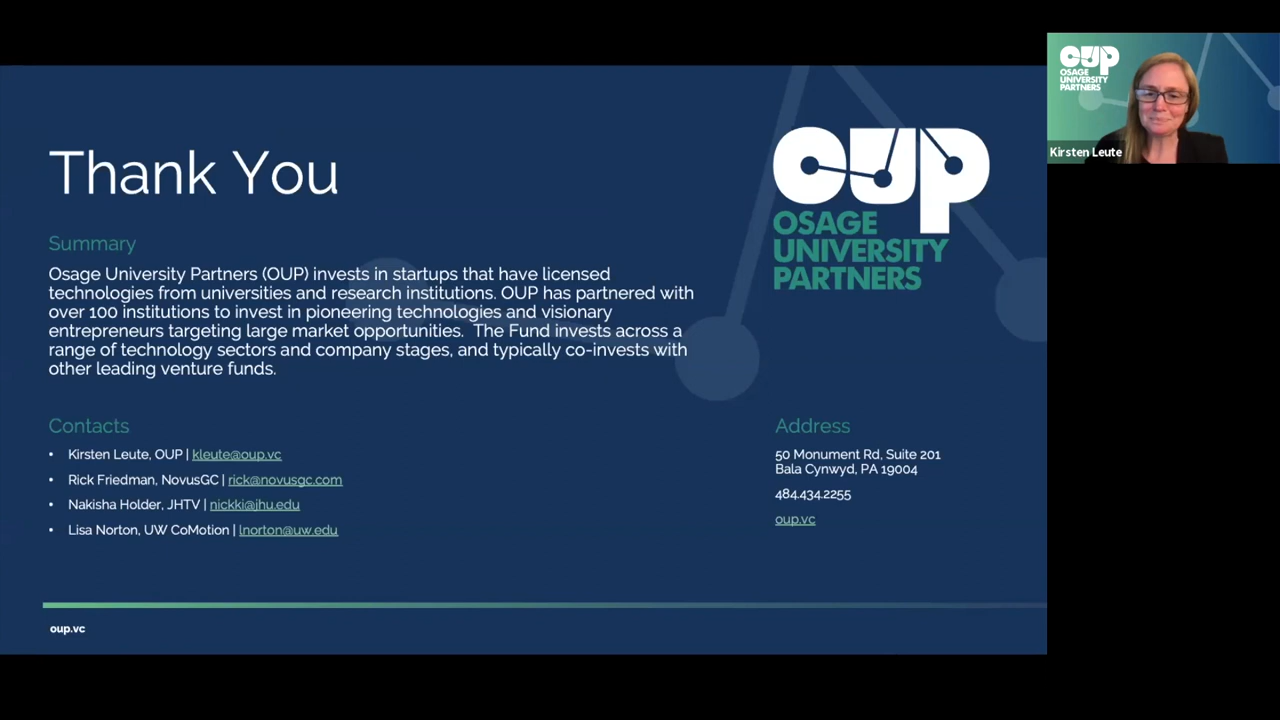 Thank You
Summary
Osage University Partners (OUP) invests in startups that have licensed
technologies from universities and research institutions. OUP has partnered with
over 100 institutions to invest in pioneering technologies and visionary
entrepreneurs targeting large market opportunities.  The Fund invests across a
range of technology sectors and company stages, and typically co-invests with
other leading venture funds.
Contacts
• Kirsten Leute, OUP | kleute@oup.vc
• Rick Friedman, NovusGC | rick@novusgc.com
• Nakisha Holder, JHTV | nickki@jhu.edu
• Lisa Norton, UW CoMotion | lnorton@uw.edu
oup
OSAGE
UNIVERSITY
PARTNERS
Address
50 Monument Rd, Suite 201
Bala Cynwyd, PA 19004
484.434.2255
oup.vc
oup.vc
oup
OSAGE
UNIVERSITY
PARTNERS
Kirsten Leute